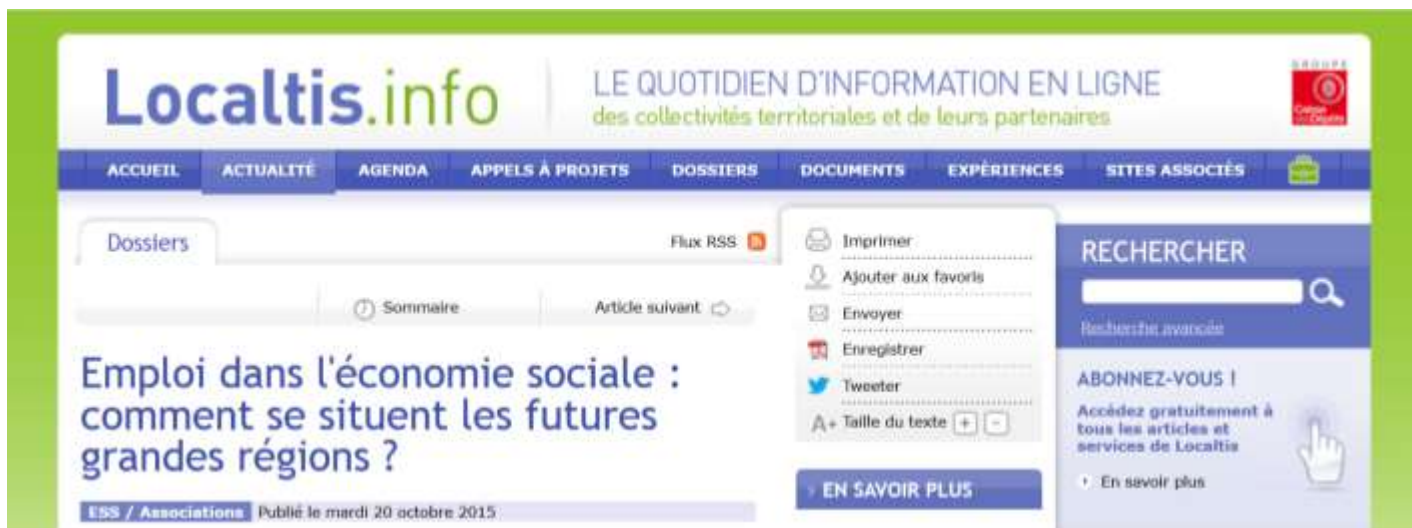 Localtis.info
LE QUOTIDIEN D'INFORMATION EN LIGNE
des collectivités territoriales et de leurs partenaires
GROUPE
Caisse
des Dépôts
ACCUEIL ACTUALITÉ AGENDA APPELS À PROJETS DOSSIERS DOCUMENTS EXPÉRIENCES SITES ASSOCIÉS
Dossiers
Flux RSS
Sommaire
Article suivant
Emploi dans l'économie sociale :
comment se situent les futures
grandes régions ?
ESS / Associations Publié le mardi 20 octobre 2015
Imprimer
Ajouter aux favoris
Envoyer
Enregistrer
Tweeter
A+ Taille du texte + -
EN SAVOIR PLUS
RECHERCHER
Recherche avancée
ABONNEZ-VOUS !
Accédez gratuitement à
tous les articles et
services de Localtis
En savoir plus